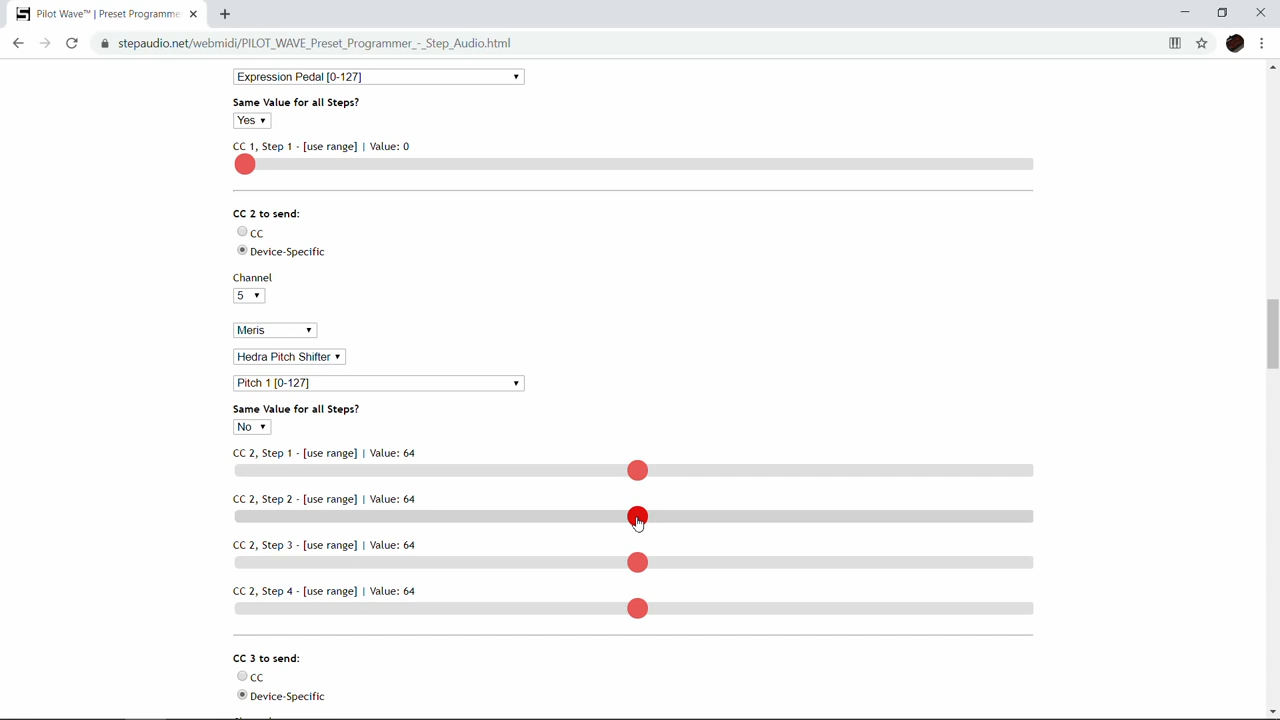 Pilot Wave™ | Preset Programme
stepaudio.net/webmidi/PILOT_WAVE_Preset_Programmer_-_Step_Audio.html
Expression Pedal [0-127]
Same Value for all Steps?
Yes
CC 1, Step 1 - [use range] | Value: 0
CC 2 to send:
CC
Device-Specific
Channel
5
Meris
Hedra Pitch Shifter
Pitch 1 [0-127]
Same Value for all Steps?
No
CC 2, Step 1 - [use range] | Value: 64
CC 2, Step 2 - [use range] | Value: 64
CC 2, Step 3 - [use range] | Value: 64
CC 2, Step 4 - [use range] | Value: 64
CC 3 to send:
CC
Device-Specific